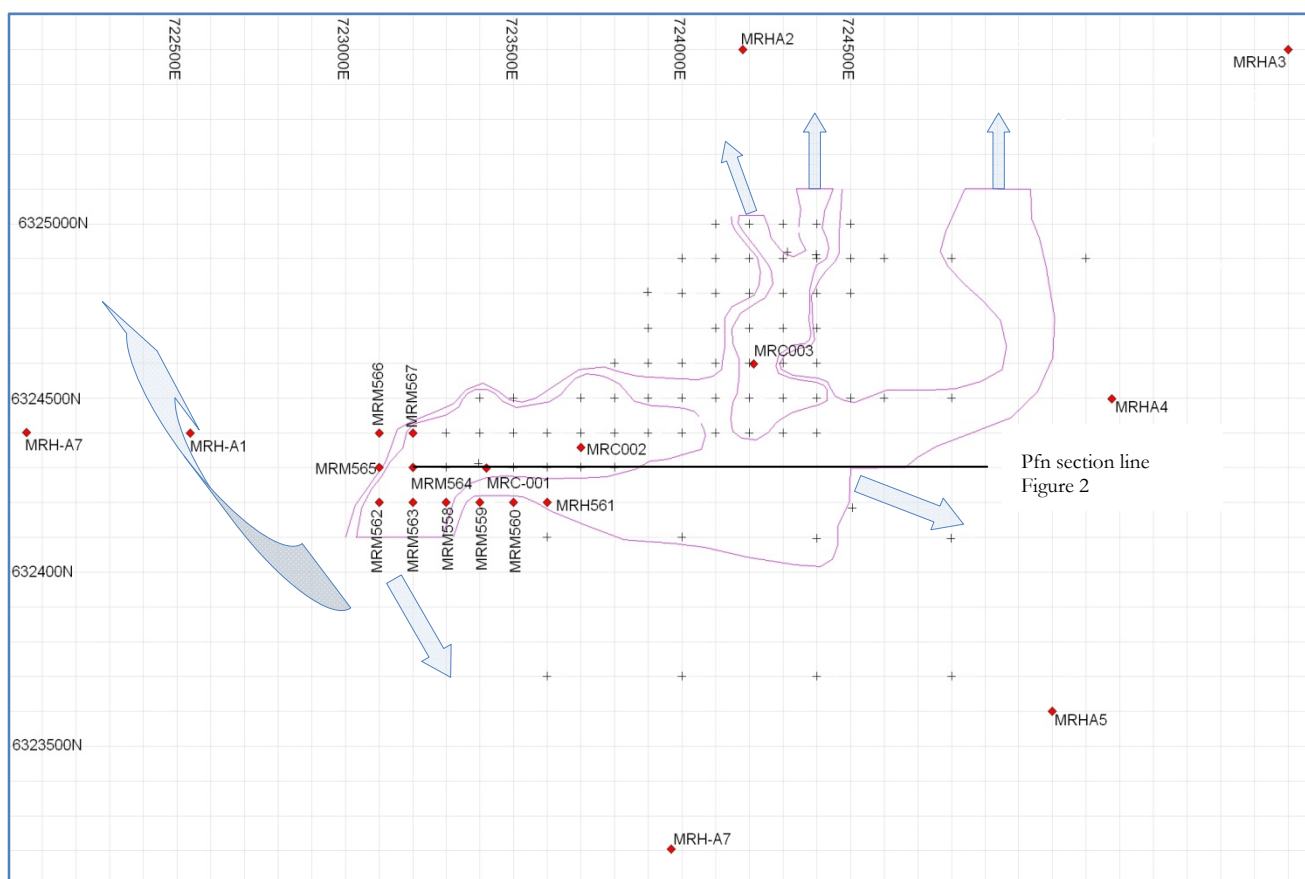 722500E
723000E
723500E
724000E
724500E
MRHA2
MRHA3
6325000N
MRC003
6324500N
MRM566
MRM567
MRHA4
MRH-A7
MRH-A1
MRC002
MRM565
MRM564
MRC-001
Pfn section line
Figure 2
MRM562
MRM563
MRM558
MRM559
MRM560
MRH561
632400N
MRHA5
6323500N
MRH-A7